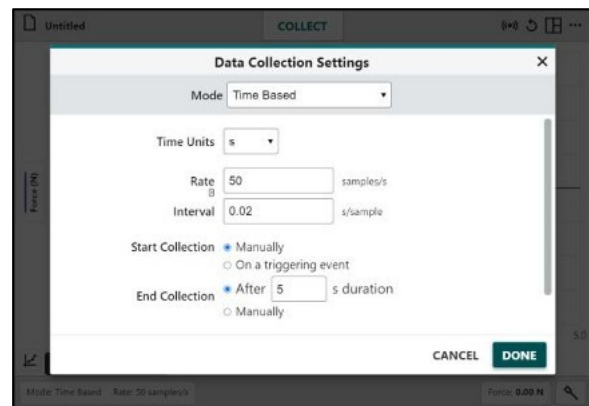 Untitled COLLECT
Data Collection Settings ×
Mode Time Based
Time Units s
Rate 50 samples/s
Interval 0.02 s/sample
Force (N)
Start Collection Manually
On a triggering event
End Collection After 5 s duration
Manually
5.0
CANCEL DONE
Mode: Time Based Rate: 50 samples/s Force: 0.00 N